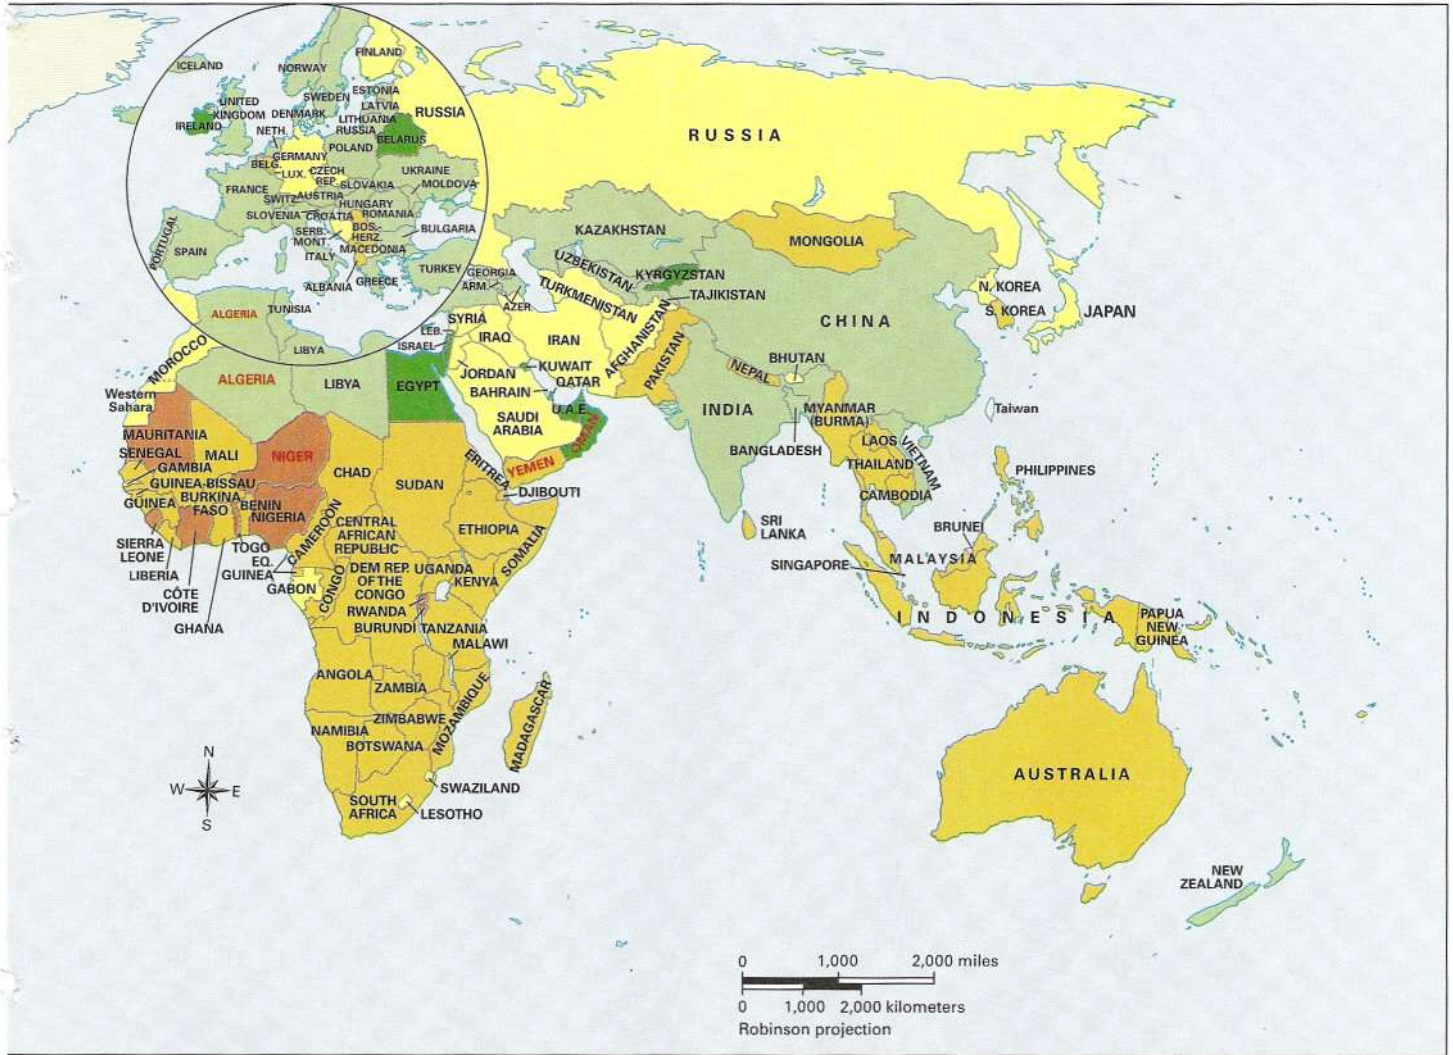 ICELAND
NORWAY
FINLAND
SWEDEN
ESTONIA
LATVIA
RUSSIA
UNITED
KINGDOM
DENMARK
LITHUANIA
IRELAND
NETH.
RUSSIA
BELARUS
POLAND
GERMANY
BELG.
LUX.
CZECH
REP.
UKRAINE
SLOVAKIA
MOLDOVA
FRANCE
SWITZ.
AUSTRIA
HUNGARY
SLOVENIA
CROATIA
ROMANIA
SERB.
MONT.
BOS.-
HERZ.
BULGARIA
PORTUGAL
SPAIN
ITALY
MACEDONIA
ALBANIA
GREECE
TURKEY
GEORGIA
ARM.
AZER.
ALGERIA
TUNISIA
LIBYA
RUSSIA
KAZAKHSTAN
MONGOLIA
UZBEKISTAN
KYRGYZSTAN
TAJIKISTAN
TURKMENISTAN
N. KOREA
S. KOREA
JAPAN
CHINA
SYRIA
LEB.
ISRAEL
IRAQ
IRAN
AFGHANISTAN
PAKISTAN
JORDAN
KUWAIT
BAHRAIN
QATAR
SAUDI
ARABIA
U.A.E.
OMAN
YEMEN
NEPAL
BHUTAN
INDIA
BANGLADESH
MYANMAR
(BURMA)
LAOS
VIETNAM
THAILAND
CAMBODIA
Taiwan
PHILIPPINES
SRI
LANKA
BRUNEI
MALAYSIA
SINGAPORE
INDONESIA
PAPUA
NEW
GUINEA
MOROCCO
Western
Sahara
ALGERIA
LIBYA
EGYPT
MAURITANIA
SENEGAL
GAMBIA
MALI
NIGER
CHAD
SUDAN
ERITREA
DJIBOUTI
GUINEA-BISSAU
GUINEA
BURKINA
FASO
BENIN
NIGERIA
SIERRA
LEONE
LIBERIA
CÔTE
D'IVOIRE
GHANA
TOGO
EQ.
GUINEA
CAMEROON
CENTRAL
AFRICAN
REPUBLIC
ETHIOPIA
SOMALIA
GABON
CONGO
DEM REP.
OF THE
CONGO
UGANDA
KENYA
RWANDA
BURUNDI
TANZANIA
MALAWI
ANGOLA
ZAMBIA
MOZAMBIQUE
ZIMBABWE
NAMIBIA
BOTSWANA
MADAGASCAR
SWAZILAND
SOUTH
AFRICA
LESOTHO
AUSTRALIA
NEW
ZEALAND
N
W
E
S
0 1,000 2,000 miles
0 1,000 2,000 kilometers
Robinson projection